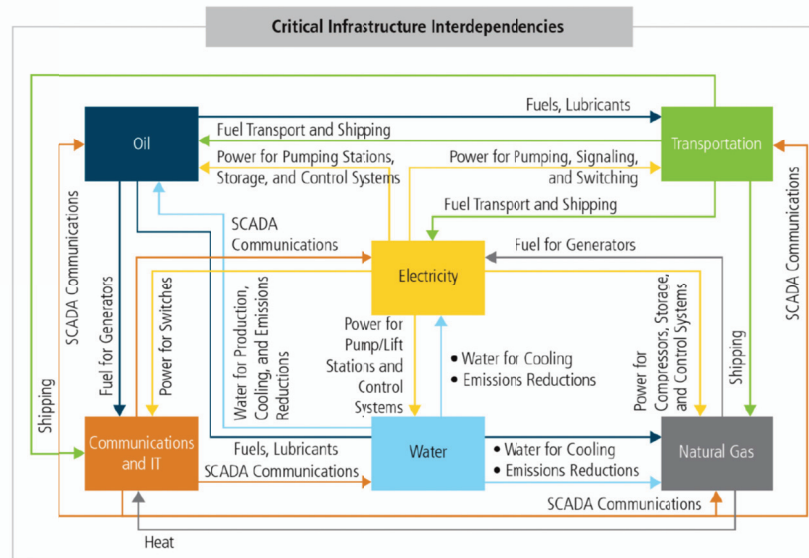 Critical Infrastructure Interdependencies
Oil
Fuels, Lubricants
Transportation
Fuel Transport and Shipping
Power for Pumping Stations,
Storage, and Control Systems
Power for Pumping, Signaling,
and Switching
SCADA
Communications
Fuel Transport and Shipping
Fuel for Generators
Electricity
SCADA Communications
Fuel for Generators
Power for Switches
Water for Production,
Cooling, and Emissions
Reductions
Power for
Pump/Lift
Stations and
Control
Systems
• Water for Cooling
• Emissions Reductions
Power for
Compressors, Storage,
and Control Systems
Shipping
SCADA Communications
Shipping
Communications
and IT
Fuels, Lubricants
SCADA Communications
Water
• Water for Cooling
• Emissions Reductions
Natural Gas
SCADA Communications
Heat